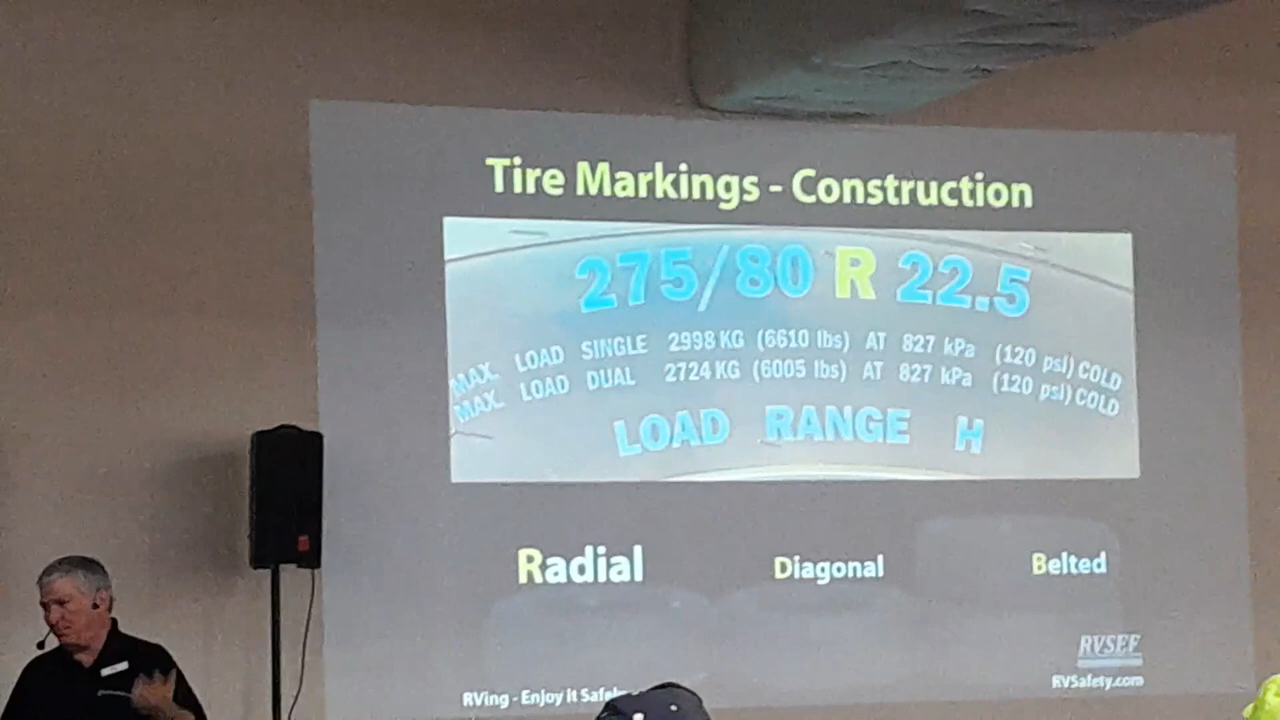 Tire Markings - Construction
275/80 R 22.5
MAX. LOAD SINGLE 2998 KG (6610 lbs) AT 827 kPa (120 psi) COLD
MAX. LOAD DUAL 2724 KG (6005 lbs) AT 827 kPa (120 psi) COLD
LOAD RANGE H
Radial Diagonal Belted
RVSEF
RVSafety.com
RVing - Enjoy It